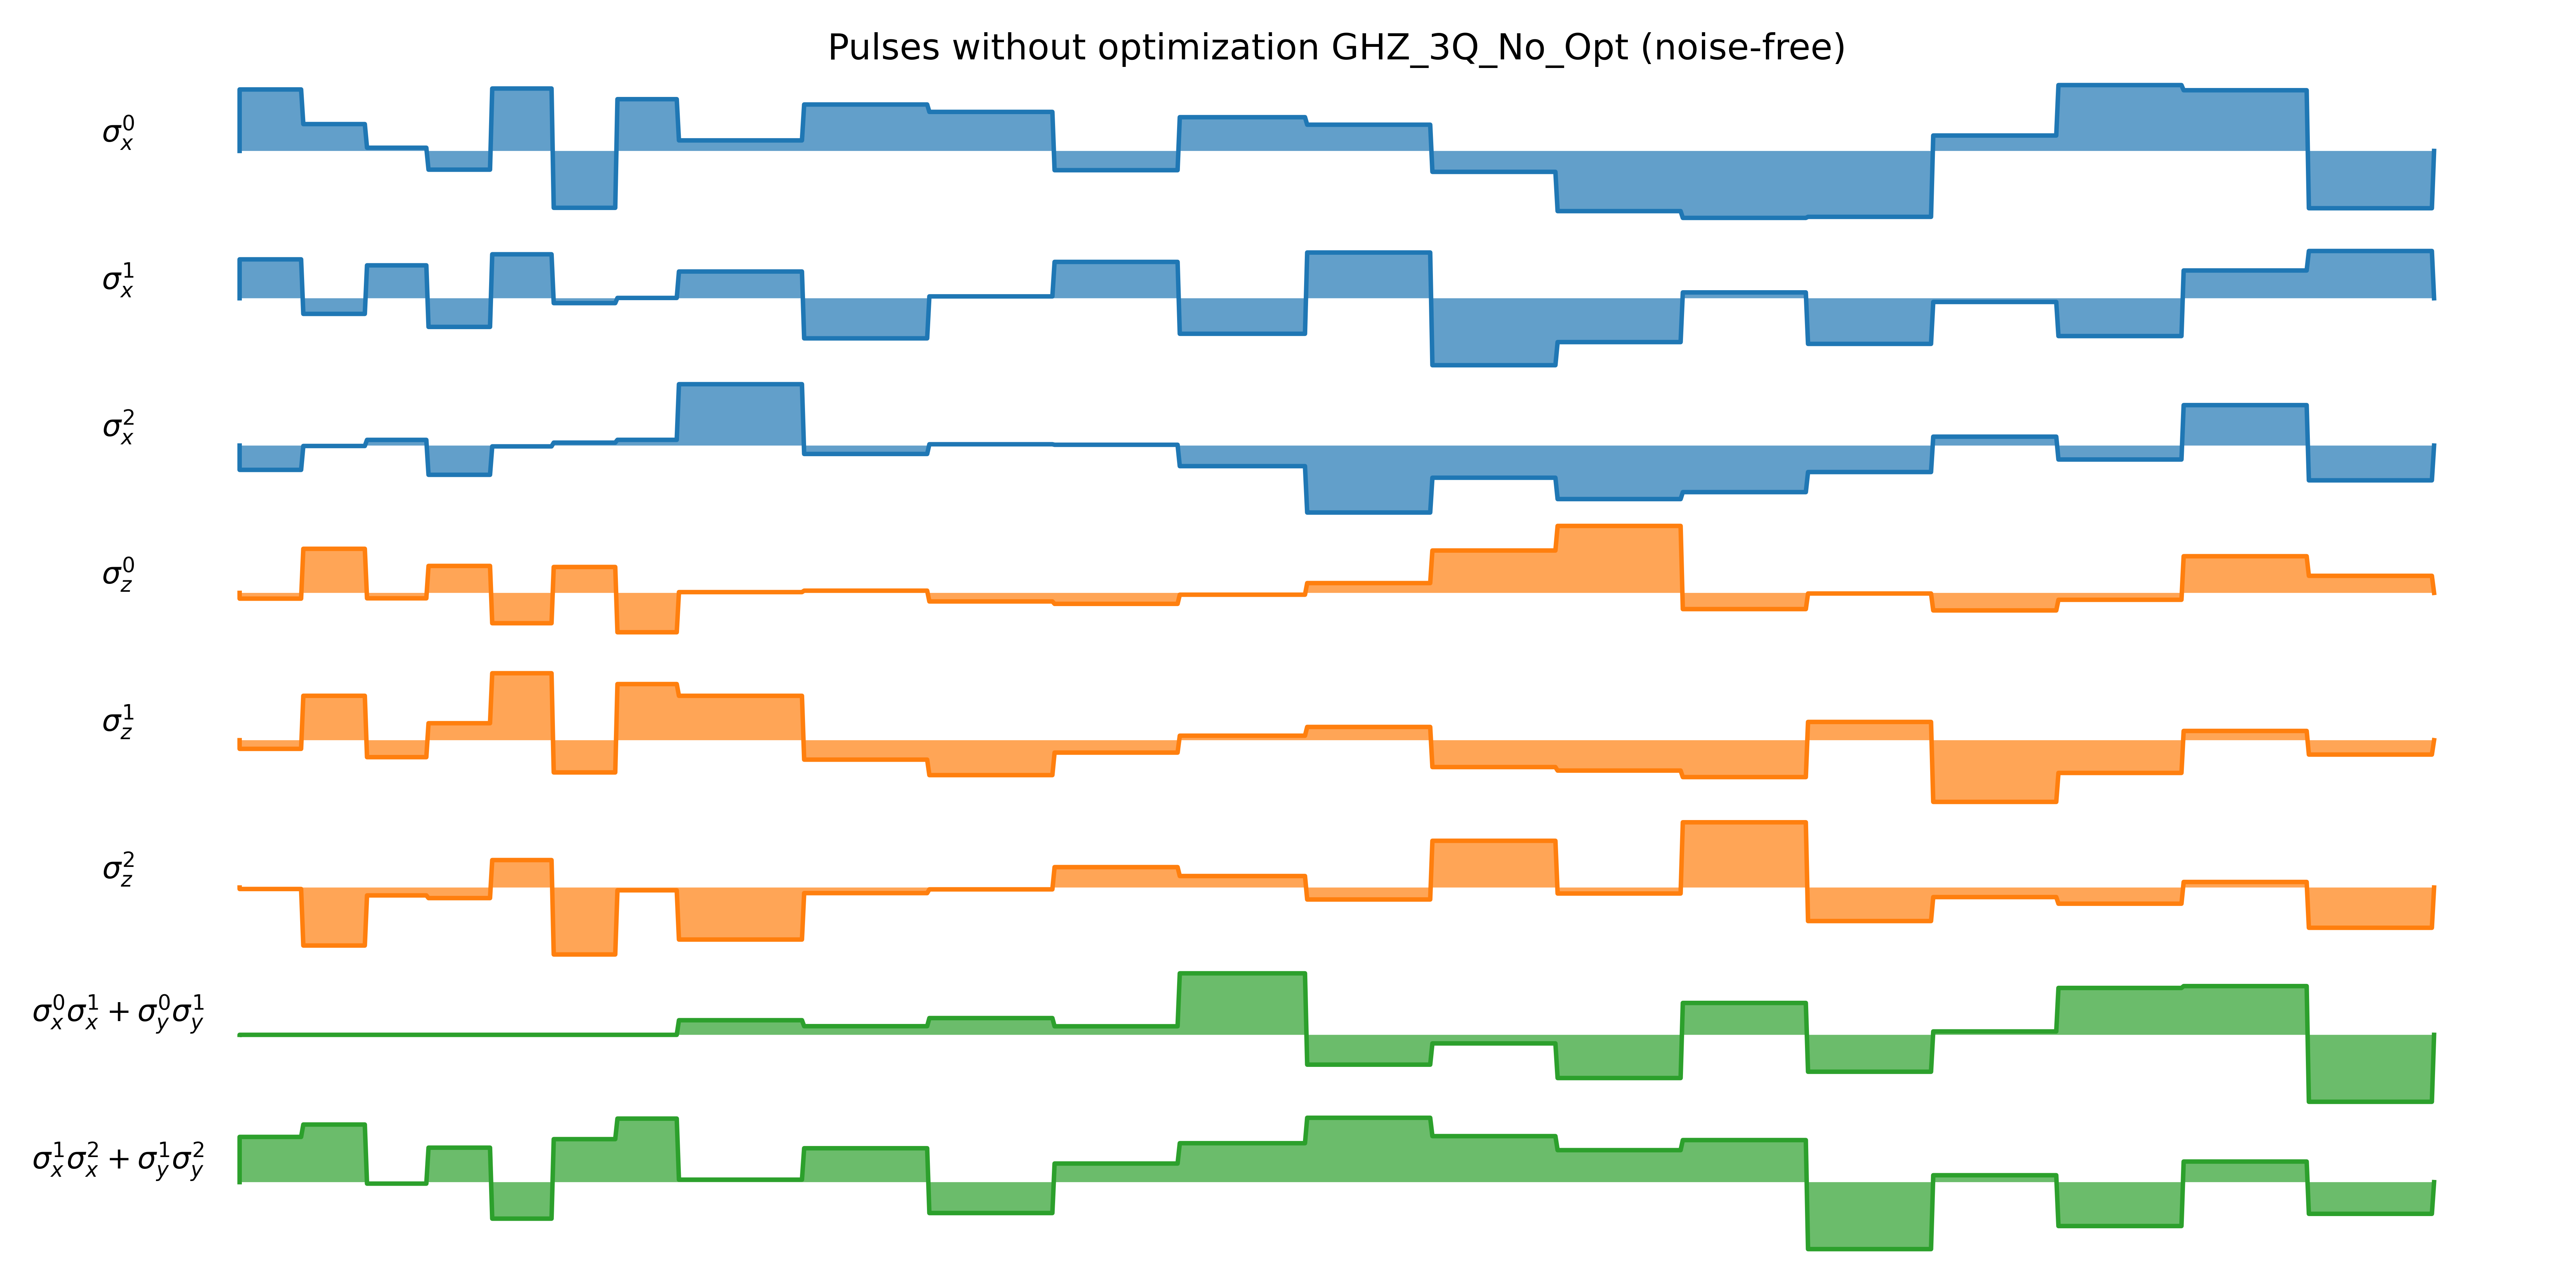 Pulses without optimization GHZ_3Q_No_Opt (noise-free)
σ_x^0
σ_x^1
σ_x^2
σ_z^0
σ_z^1
σ_z^2
σ_x^0σ_x^1 + σ_y^0σ_y^1
σ_x^1σ_x^2 + σ_y^1σ_y^2